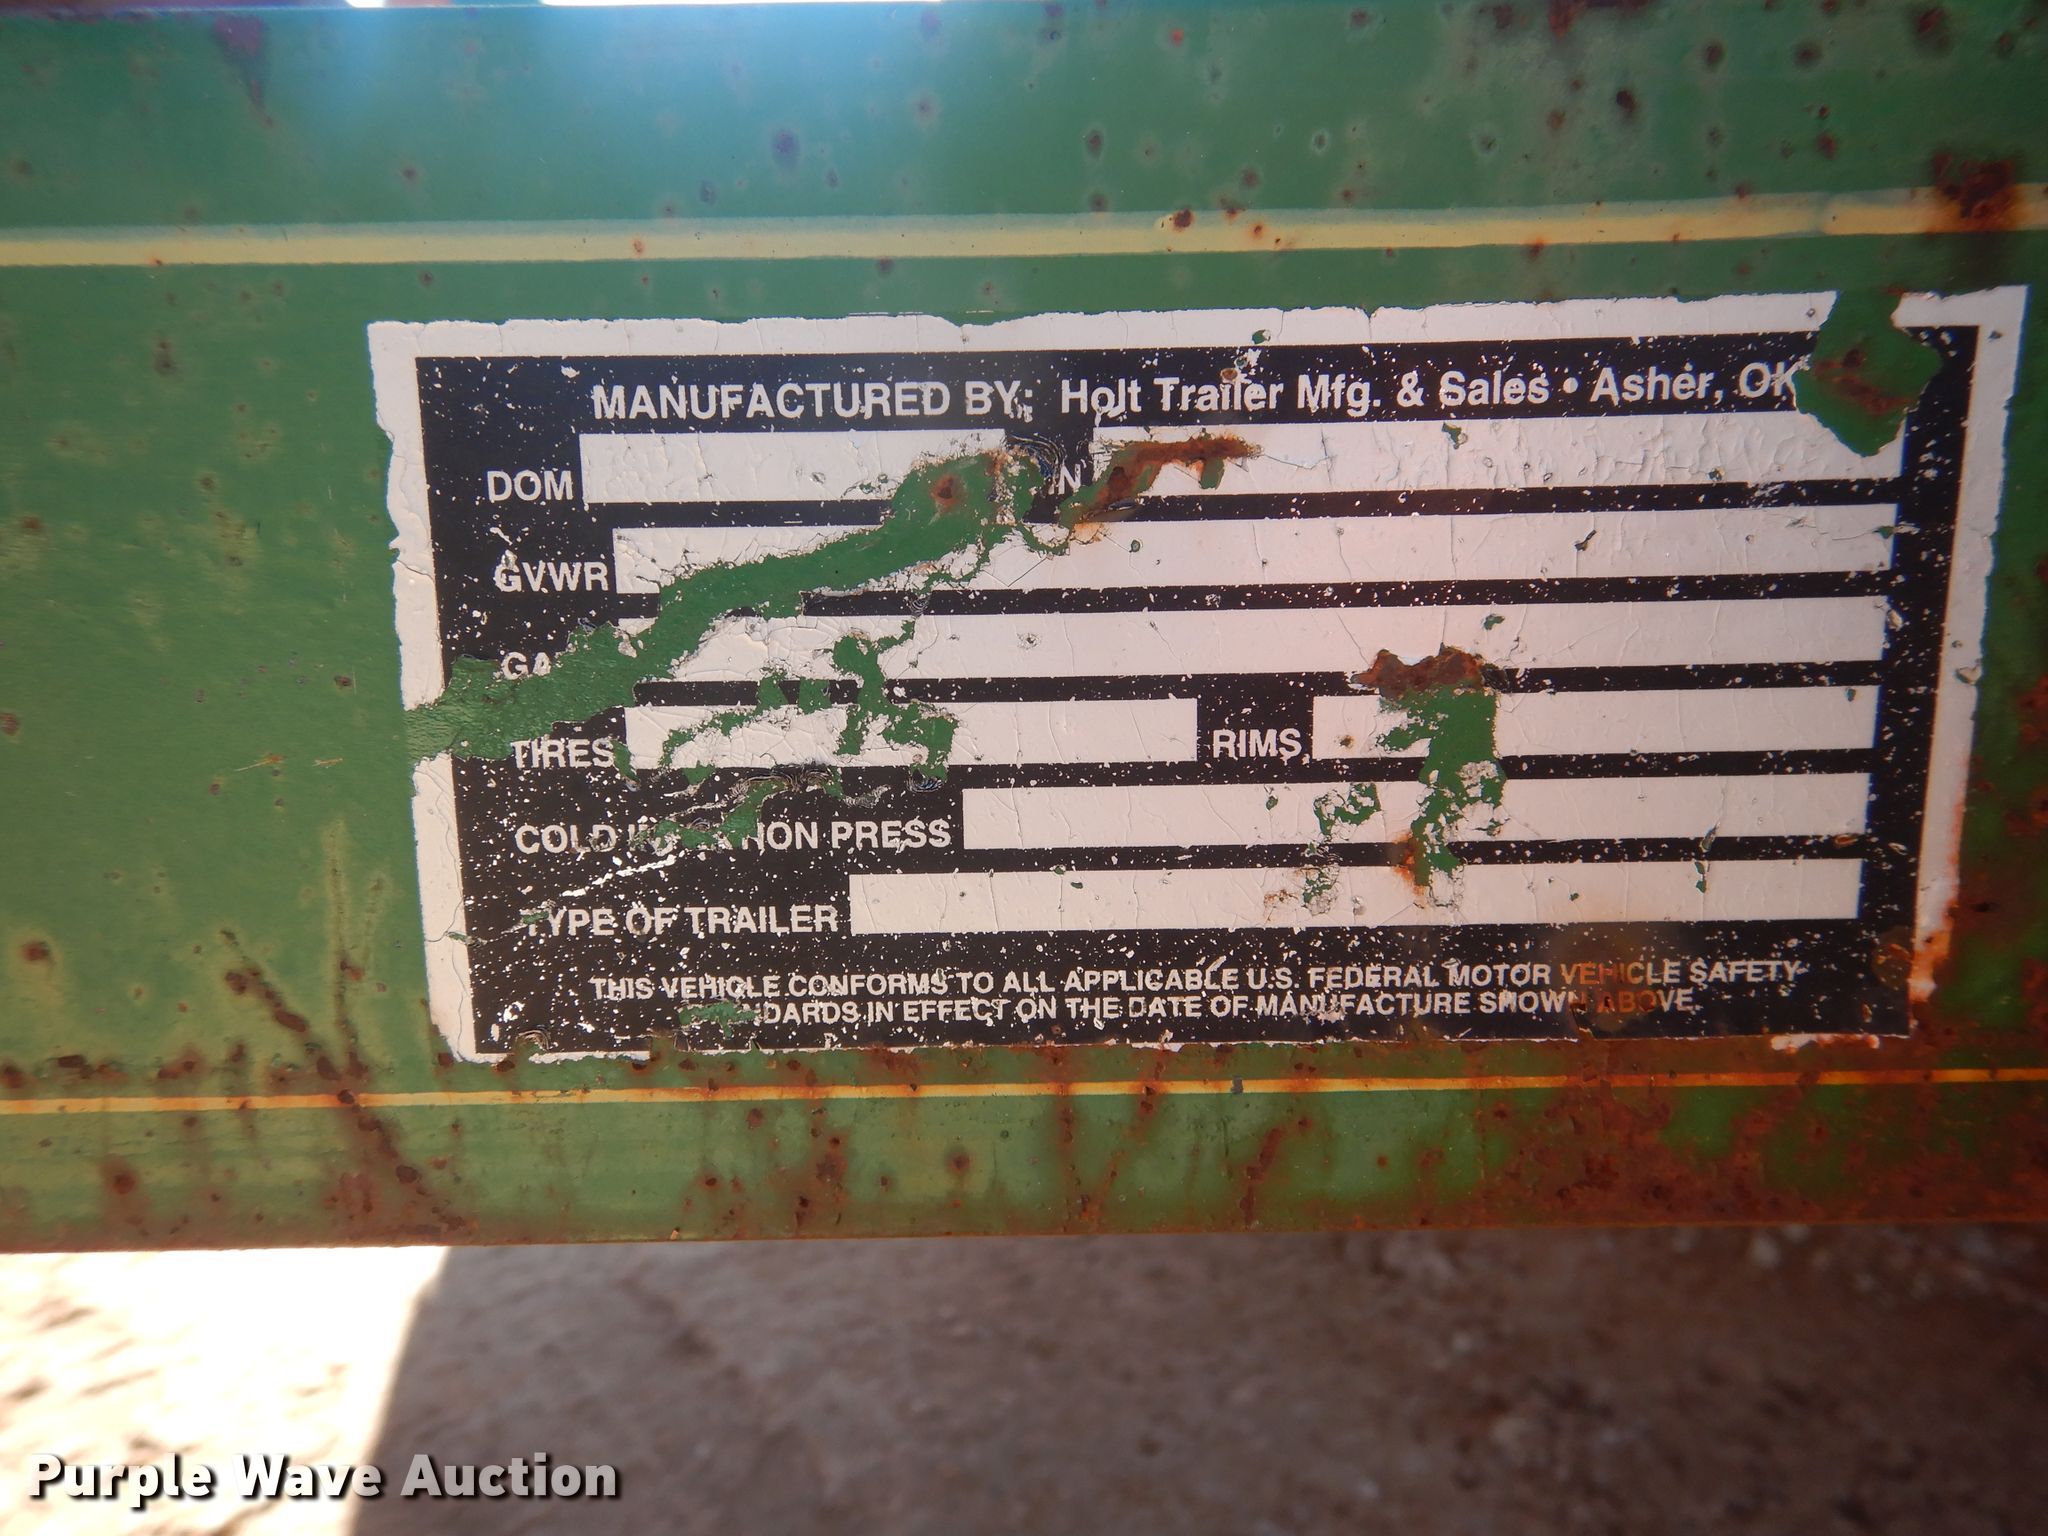 MANUFACTURED BY: Holt Trailer Mfg. & Sales • Asher, OK
DOM
GVWR
TIRES RIMS
COLD PRESS
TYPE OF TRAILER
THIS VEHICLE CONFORMS TO ALL APPLICABLE U.S. FEDERAL MOTOR VEHICLE SAFETY
IN EFFECT ON THE DATE OF MANUFACTURE SHOWN ABOVE.
Purple Wave Auction